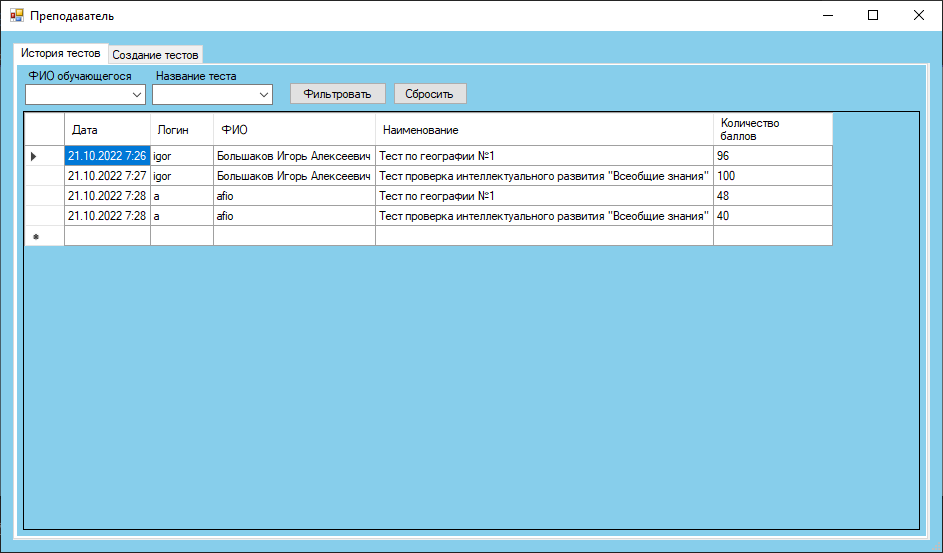 Преподаватель
История тестов Создание тестов
ФИО обучающегося Название теста
Фильтровать Сбросить
Дата Логин ФИО Наименование Количество
баллов
21.10.2022 7:26 igor Большаков Игорь Алексеевич Тест по географии №1 96
21.10.2022 7:27 igor Большаков Игорь Алексеевич Тест проверка интеллектуального развития "Всеобщие знания" 100
21.10.2022 7:28 a afio Тест по географии №1 48
21.10.2022 7:28 a afio Тест проверка интеллектуального развития "Всеобщие знания" 40